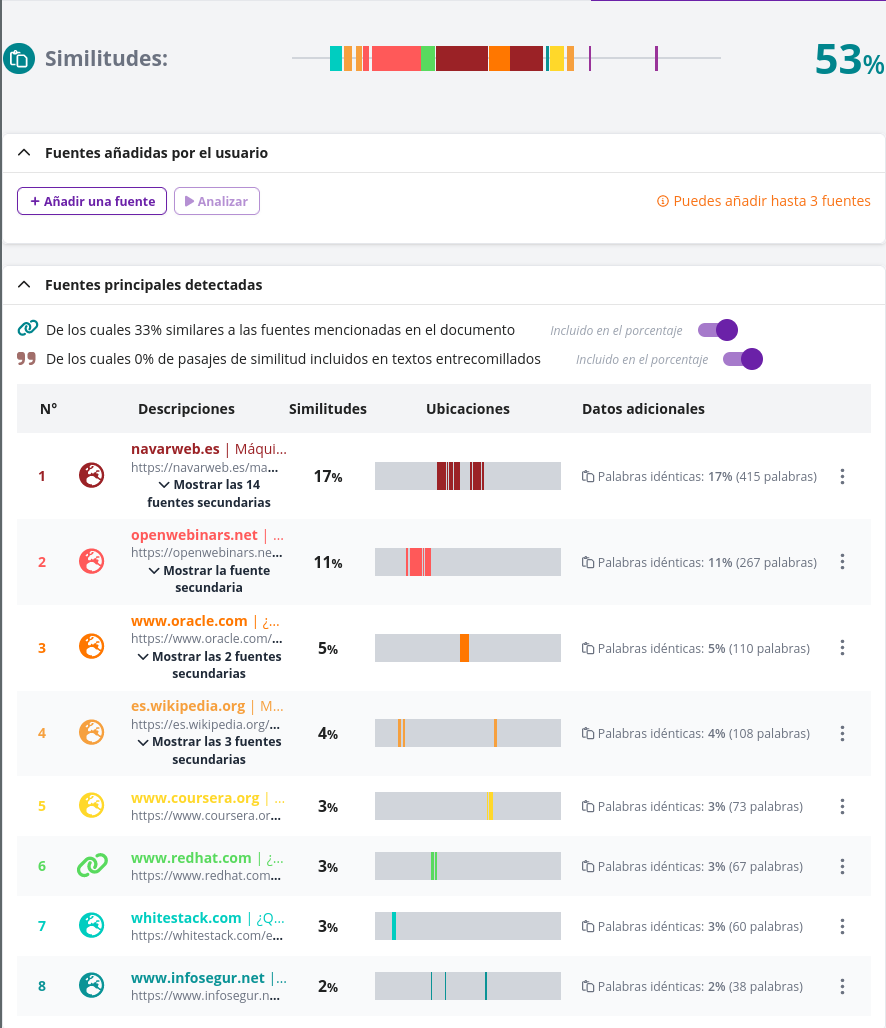 Similitudes:
53%
Fuentes añadidas por el usuario
+ Añadir una fuente
Analizar
Puedes añadir hasta 3 fuentes
Fuentes principales detectadas
De los cuales 33% similares a las fuentes mencionadas en el documento
Incluido en el porcentaje
De los cuales 0% de pasajes de similitud incluidos en textos entrecomillados
Incluido en el porcentaje
N° Descripciones Similitudes Ubicaciones Datos adicionales
navarweb.es | Máqui...
https://navarweb.es/ma...
1 17% Palabras idénticas: 17% (415 palabras)
Mostrar las 14
fuentes secundarias
openwebinars.net | ...
https://openwebinars.ne...
2 11% Palabras idénticas: 11% (267 palabras)
Mostrar la fuente
secundaria
www.oracle.com | ¿...
https://www.oracle.com/...
3 5% Palabras idénticas: 5% (110 palabras)
Mostrar las 2 fuentes
secundarias
es.wikipedia.org | M...
https://es.wikipedia.org/...
4 4% Palabras idénticas: 4% (108 palabras)
Mostrar las 3 fuentes
secundarias
www.coursera.org | ...
5 3% Palabras idénticas: 3% (73 palabras)
https://www.coursera.or...
www.redhat.com | ¿...
6 3% Palabras idénticas: 3% (67 palabras)
https://www.redhat.com...
whitestack.com | ¿Q...
7 3% Palabras idénticas: 3% (60 palabras)
https://whitestack.com/e...
www.infosegur.net |...
8 2% Palabras idénticas: 2% (38 palabras)
https://www.infosegur.n...